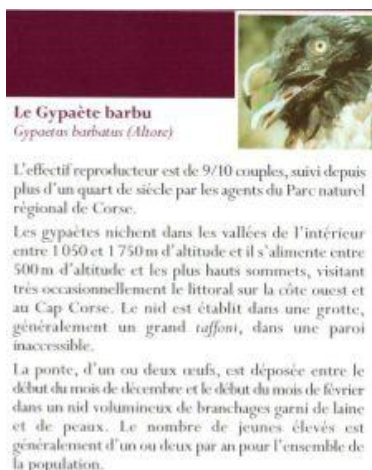 Le Gypaète barbu
Gypaetus barbatus (Altore)
L'effectif reproducteur est de 9/10 couples, suivi depuis
plus d'un quart de siècle par les agents du Parc naturel
régional de Corse.
Les gypaètes nichent dans les vallées de l'intérieur
entre 1 050 et 1 750 m d'altitude et il s'alimente entre
500 m d'altitude et les plus hauts sommets, visitant
très occasionnellement le littoral sur la côte ouest et
au Cap Corse. Le nid est établit dans une grotte,
généralement un grand taffoni, dans une paroi
inaccessible.
La ponte, d'un ou deux œufs, est déposée entre le
début du mois de décembre et le début du mois de février
dans un nid volumineux de branchages garni de laine
et de peaux. Le nombre de jeunes élevés est
généralement d'un ou deux par an pour l'ensemble de
la population.